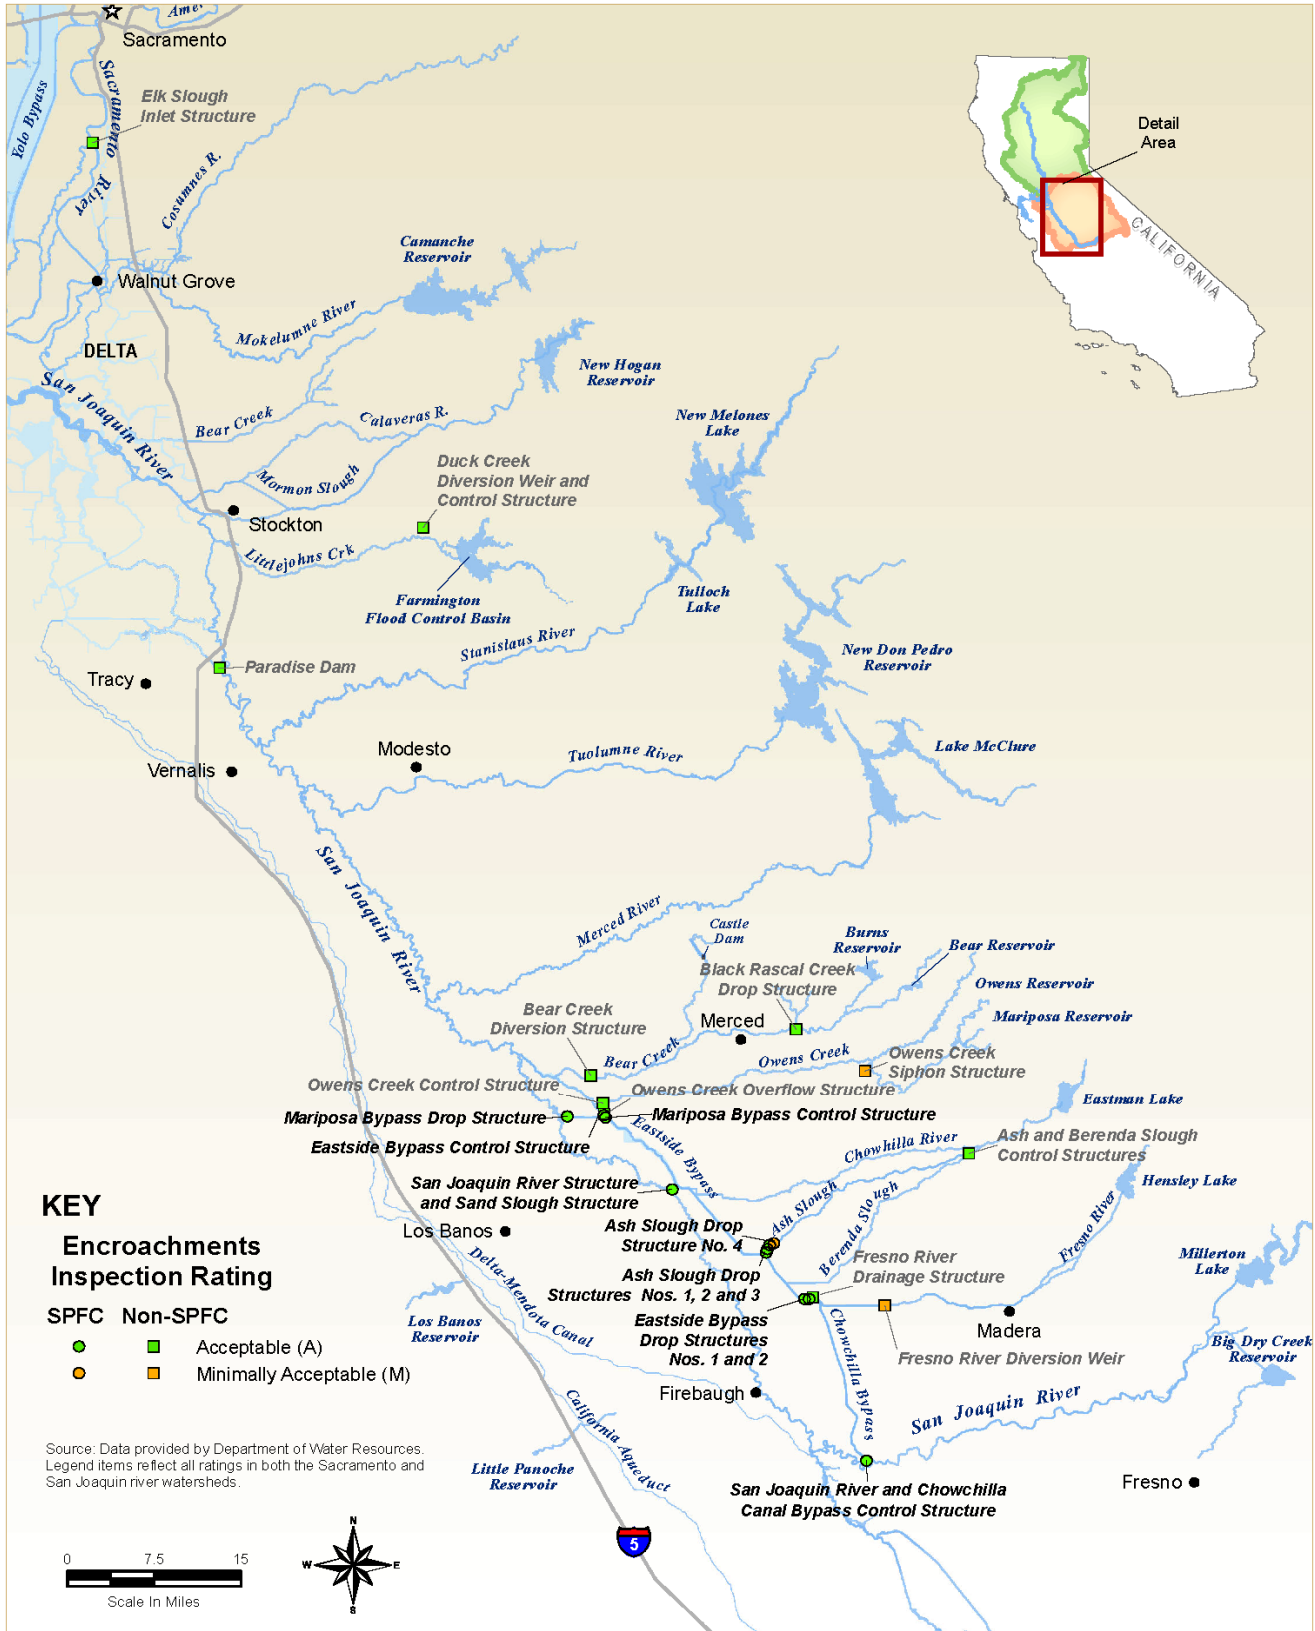 Ame
Sacramento
Yolo Bypass
Sacramento
River
Elk Slough
Inlet Structure
Cosumnes R.
Detail
Area
CALIFORNIA
Camanche
Reservoir
Walnut Grove
Mokelumne River
DELTA
New Hogan
Reservoir
San Joaquin River
Bear Creek
Calaveras R.
New Melones
Lake
Mormon Slough
Duck Creek
Diversion Weir and
Control Structure
Stockton
Littlejohns Crk
Farmington
Flood Control Basin
Tulloch
Lake
Stanislaus River
New Don Pedro
Reservoir
Paradise Dam
Tracy
Modesto
Tuolumne River
Lake McClure
Vernalis
San Joaquin River
Merced River
Castle
Dam
Burns
Reservoir
Bear Reservoir
Black Rascal Creek
Drop Structure
Owens Reservoir
Bear Creek
Diversion Structure
Merced
Mariposa Reservoir
Bear Creek
Owens Creek
Owens Creek
Siphon Structure
Owens Creek Control Structure
Owens Creek Overflow Structure
Eastman Lake
Mariposa Bypass Drop Structure
Mariposa Bypass Control Structure
Eastside Bypass Control Structure
Eastside Bypass
Chowhilla River
Ash and Berenda Slough
Control Structures
San Joaquin River Structure
and Sand Slough Structure
Hensley Lake
Ash Slough
Berenda Slough
Fresno River
KEY
Los Banos
Ash Slough Drop
Structure No. 4
Encroachments
Inspection Rating
Delta-Mendota Canal
Ash Slough Drop
Structures Nos. 1, 2 and 3
Fresno River
Drainage Structure
Millerton
Lake
SPFC Non-SPFC
Los Banos
Reservoir
Eastside Bypass
Drop Structures
Nos. 1 and 2
Chowchilla Bypass
Madera
Big Dry Creek
Reservoir
Acceptable (A)
Minimally Acceptable (M)
Fresno River Diversion Weir
Firebaugh
San Joaquin River
California Aqueduct
Source: Data provided by Department of Water Resources.
Legend items reflect all ratings in both the Sacramento and
San Joaquin river watersheds.
Little Panoche
Reservoir
San Joaquin River and Chowchilla
Canal Bypass Control Structure
Fresno
5
0 7.5 15
Scale In Miles
N
W E
S